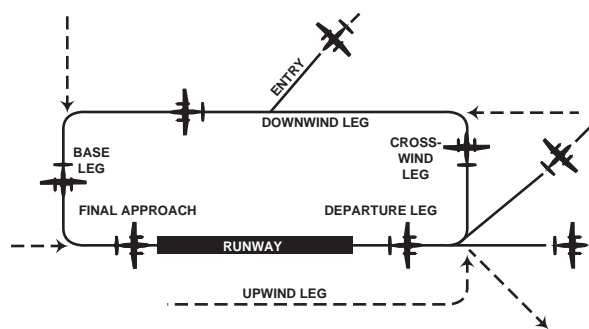 ENTRY
DOWNWIND LEG
BASE
LEG
CROSS-
WIND
LEG
FINAL APPROACH
DEPARTURE LEG
RUNWAY
UPWIND LEG